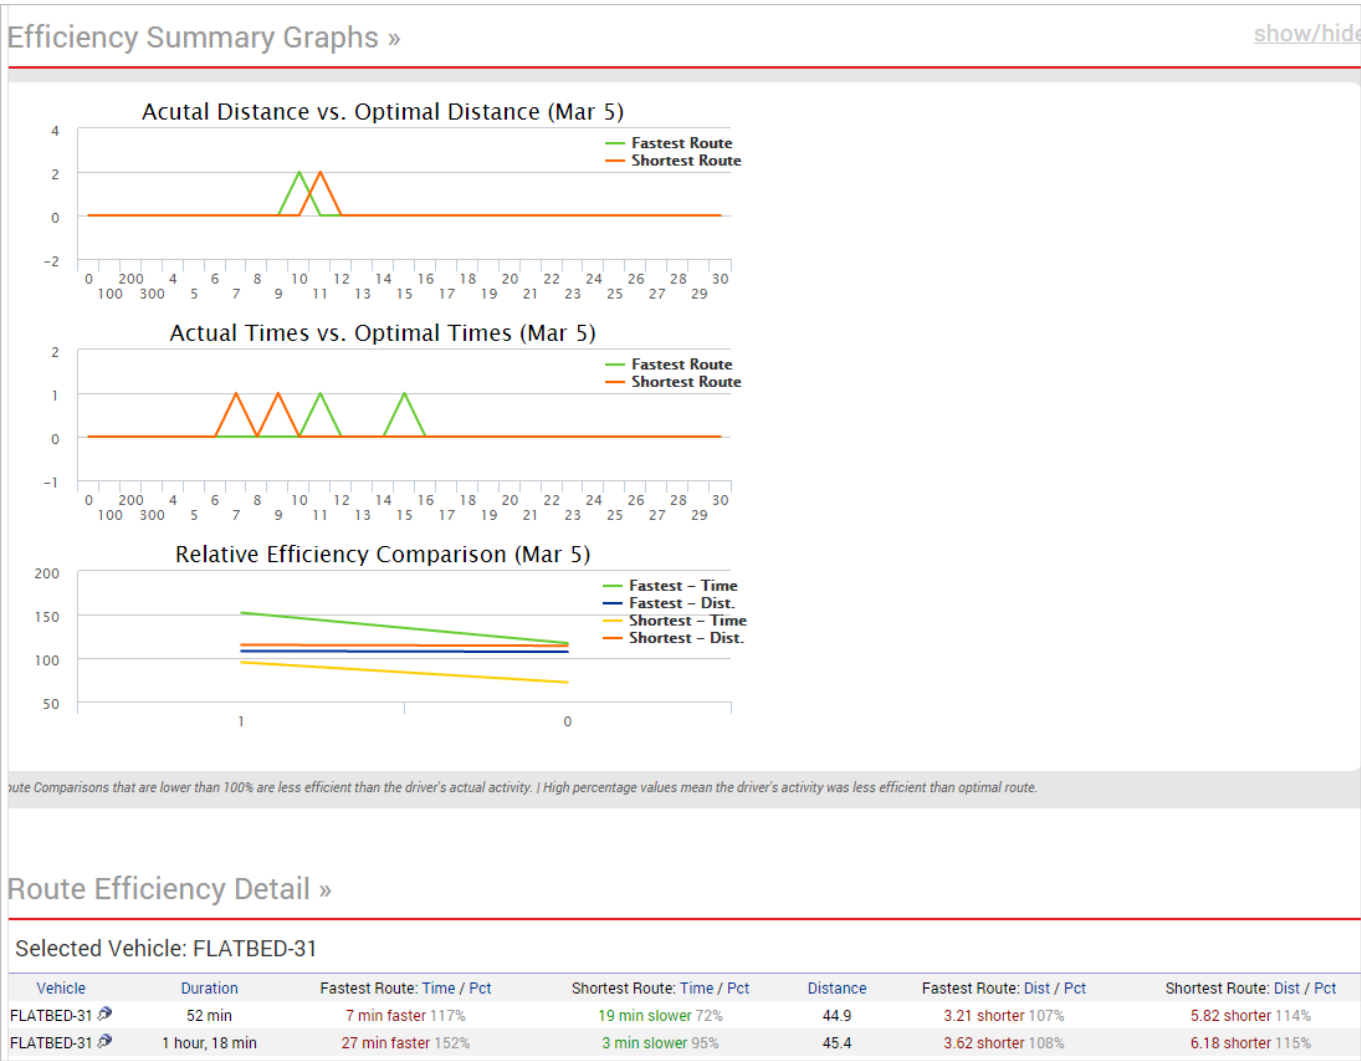 Efficiency Summary Graphs »
show/hide
Acutal Distance vs. Optimal Distance (Mar 5)
4
2
0
-2
Fastest Route
Shortest Route
0 200 4 6 8 10 12 14 16 18 20 22 24 26 28 30
100 300 5 7 9 11 13 15 17 19 21 23 25 27 29
Actual Times vs. Optimal Times (Mar 5)
2
1
0
-1
Fastest Route
Shortest Route
0 200 4 6 8 10 12 14 16 18 20 22 24 26 28 30
100 300 5 7 9 11 13 15 17 19 21 23 25 27 29
Relative Efficiency Comparison (Mar 5)
200
150
100
50
Fastest – Time
Fastest – Dist.
Shortest – Time
Shortest – Dist.
1 0
Comparisons that are lower than 100% are less efficient than the driver's actual activity. | High percentage values mean the driver's activity was less efficient than optimal route.
Route Efficiency Detail »
Selected Vehicle: FLATBED-31
Vehicle Duration Fastest Route: Time / Pct Shortest Route: Time / Pct Distance Fastest Route: Dist / Pct Shortest Route: Dist / Pct
FLATBED-31 52 min 7 min faster 117% 19 min slower 72% 44.9 3.21 shorter 107% 5.82 shorter 114%
FLATBED-31 1 hour, 18 min 27 min faster 152% 3 min slower 95% 45.4 3.62 shorter 108% 6.18 shorter 115%